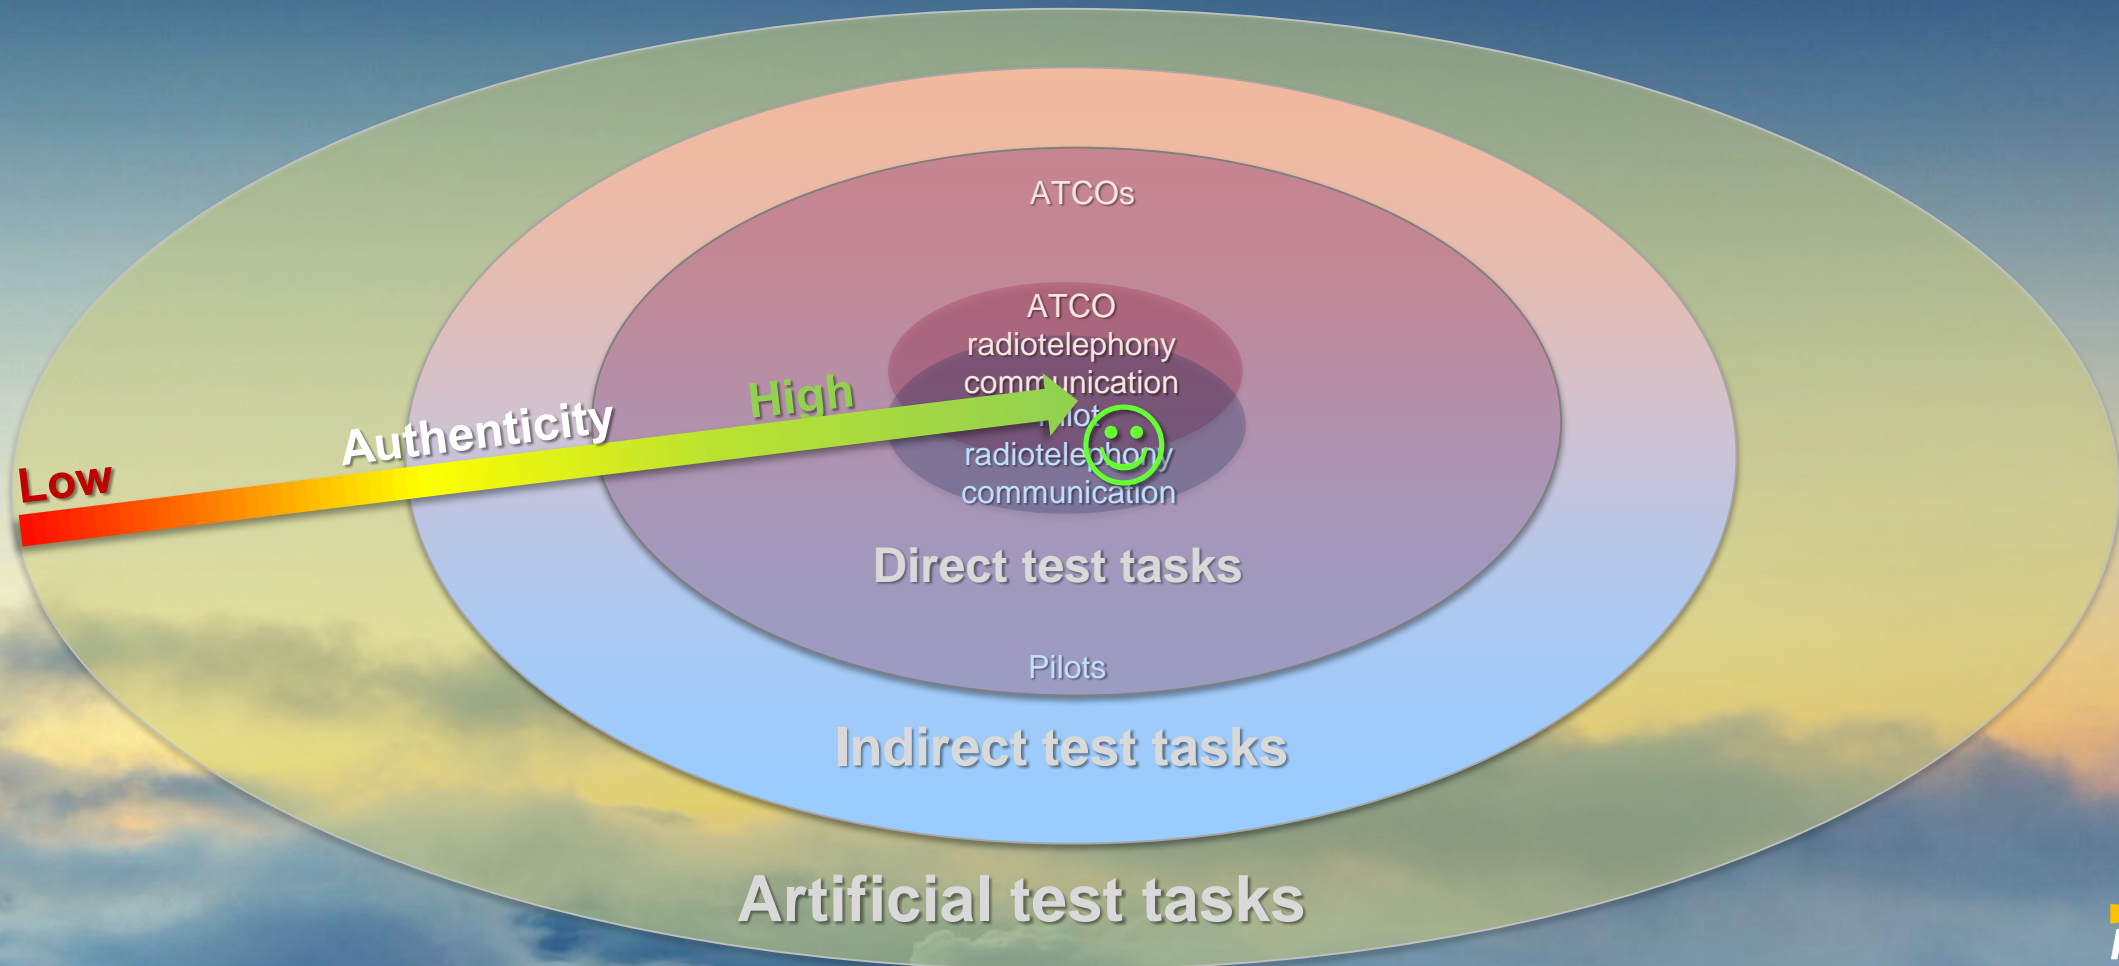 ATCOs
ATCO
radiotelephony
communication
radiotelephony
communication
High
Authenticity
Low
Direct test tasks
Pilots
Indirect test tasks
Artificial test tasks